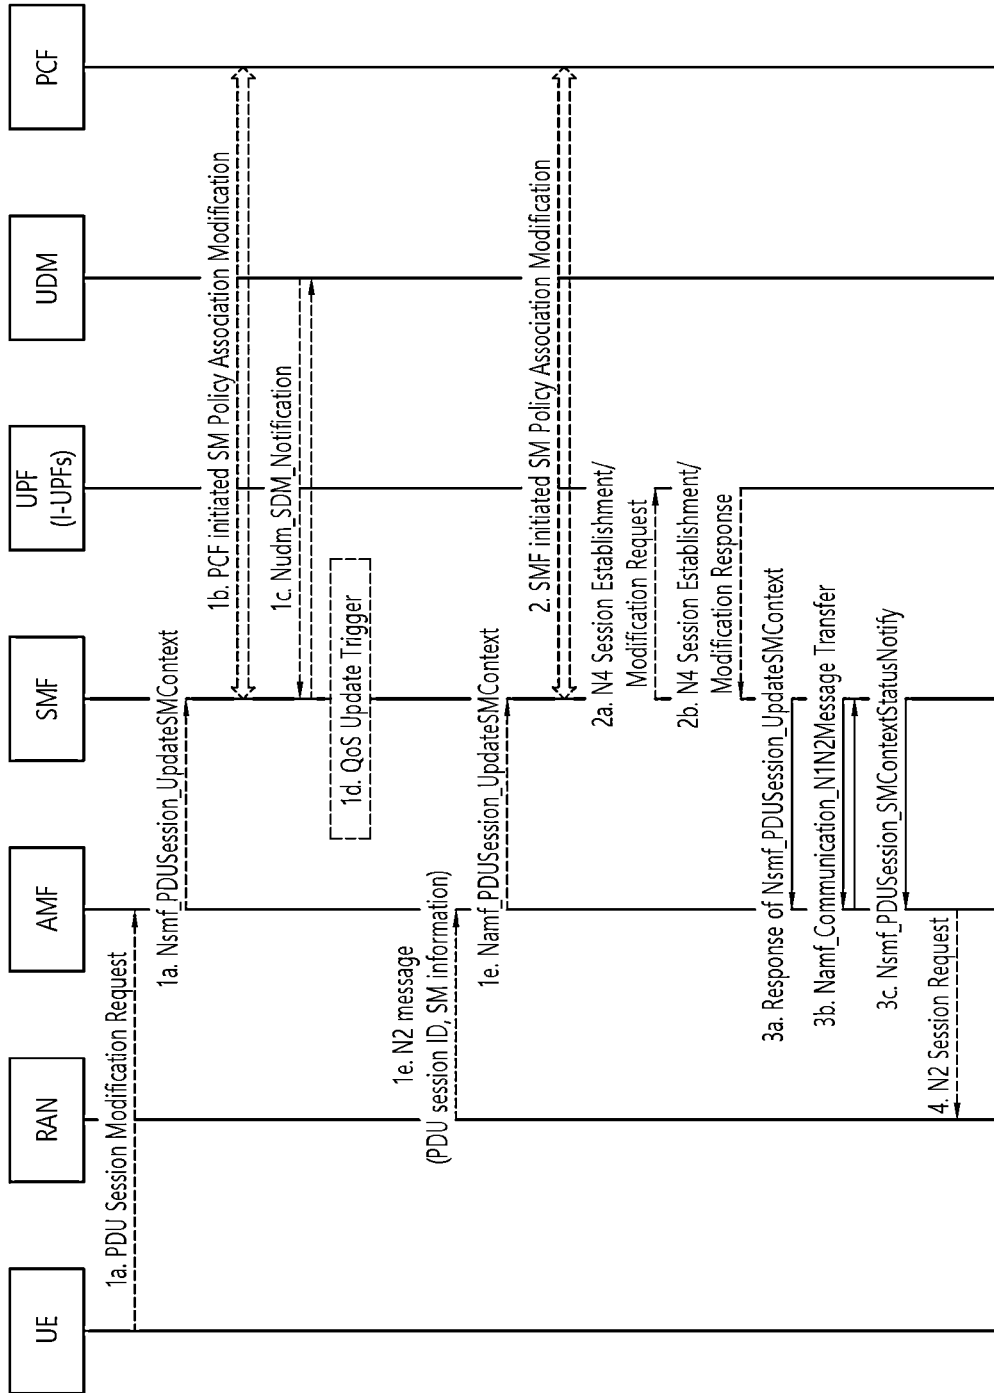 UE
RAN
AMF
SMF
UPF
(I-UPFs)
UDM
PCF
1a. PDU Session Modification Request
1a. Nsmf_PDUSession_UpdateSMContext
1b. PCF initiated SM Policy Association Modification
1c. Nudm_SDM_Notification
1d. QoS Update Trigger
1e. N2 message
(PDU session ID, SM information)
1e. Namf_PDUSession_UpdateSMContext
2. SMF initiated SM Policy Association Modification
2a. N4 Session Establishment/
Modification Request
2b. N4 Session Establishment/
Modification Response
3a. Response of Nsmf_PDUSession_UpdateSMContext
3b. Namf_Communication_N1N2Message Transfer
3c. Nsmf_PDUSession_SMContextStatusNotify
4. N2 Session Request